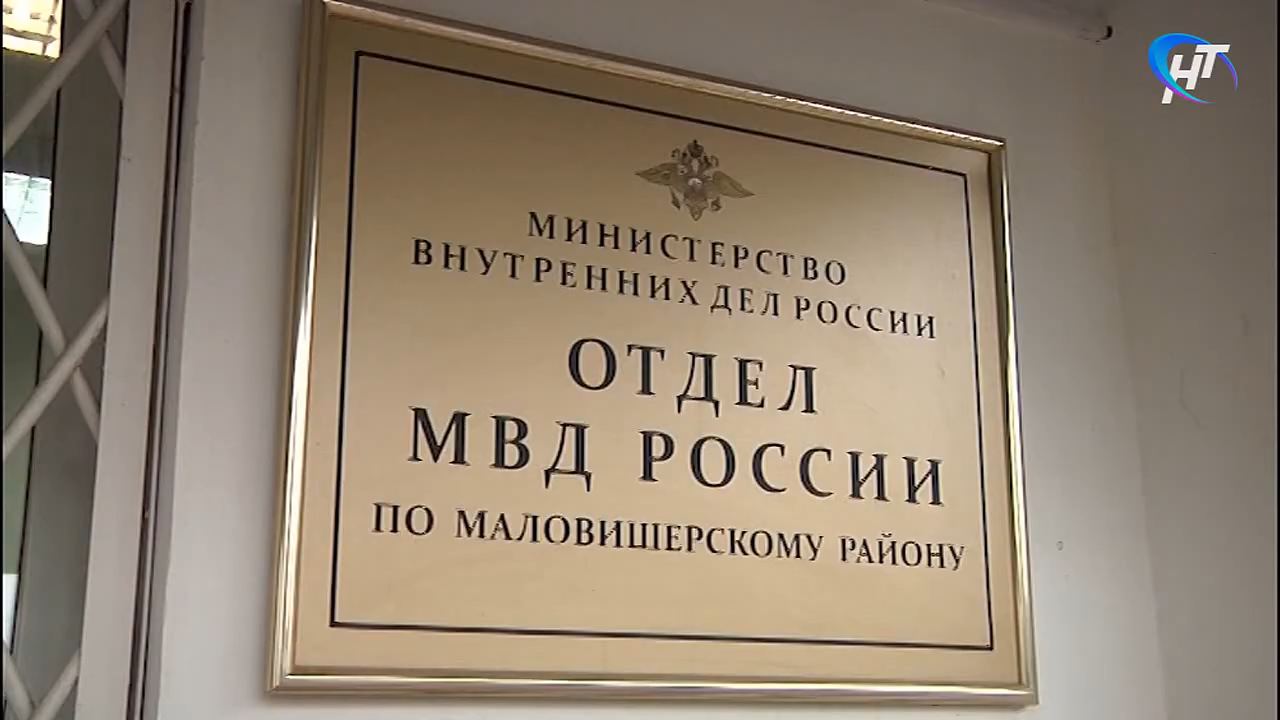 НТ
МИНИСТЕРСТВО
ВНУТРЕННИХ ДЕЛ РОССИИ
ОТДЕЛ
МВД РОССИИ
ПО МАЛОВИШЕРСКОМУ РАЙОНУ